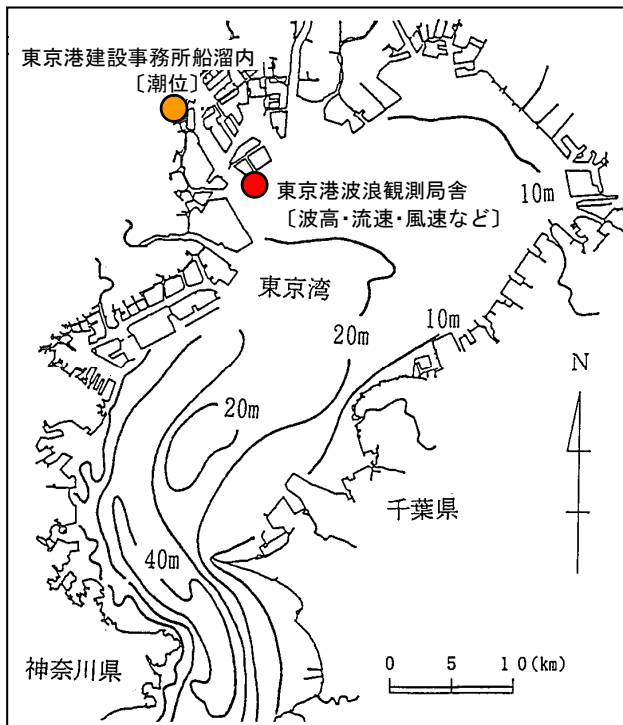 東京港建設事務所船溜内
〔潮位〕
東京港波浪観測局舎
〔波高・流速・風速など〕
10m
東京湾
20m
10m
N
20m
千葉県
40m
神奈川県
0 5 10(km)